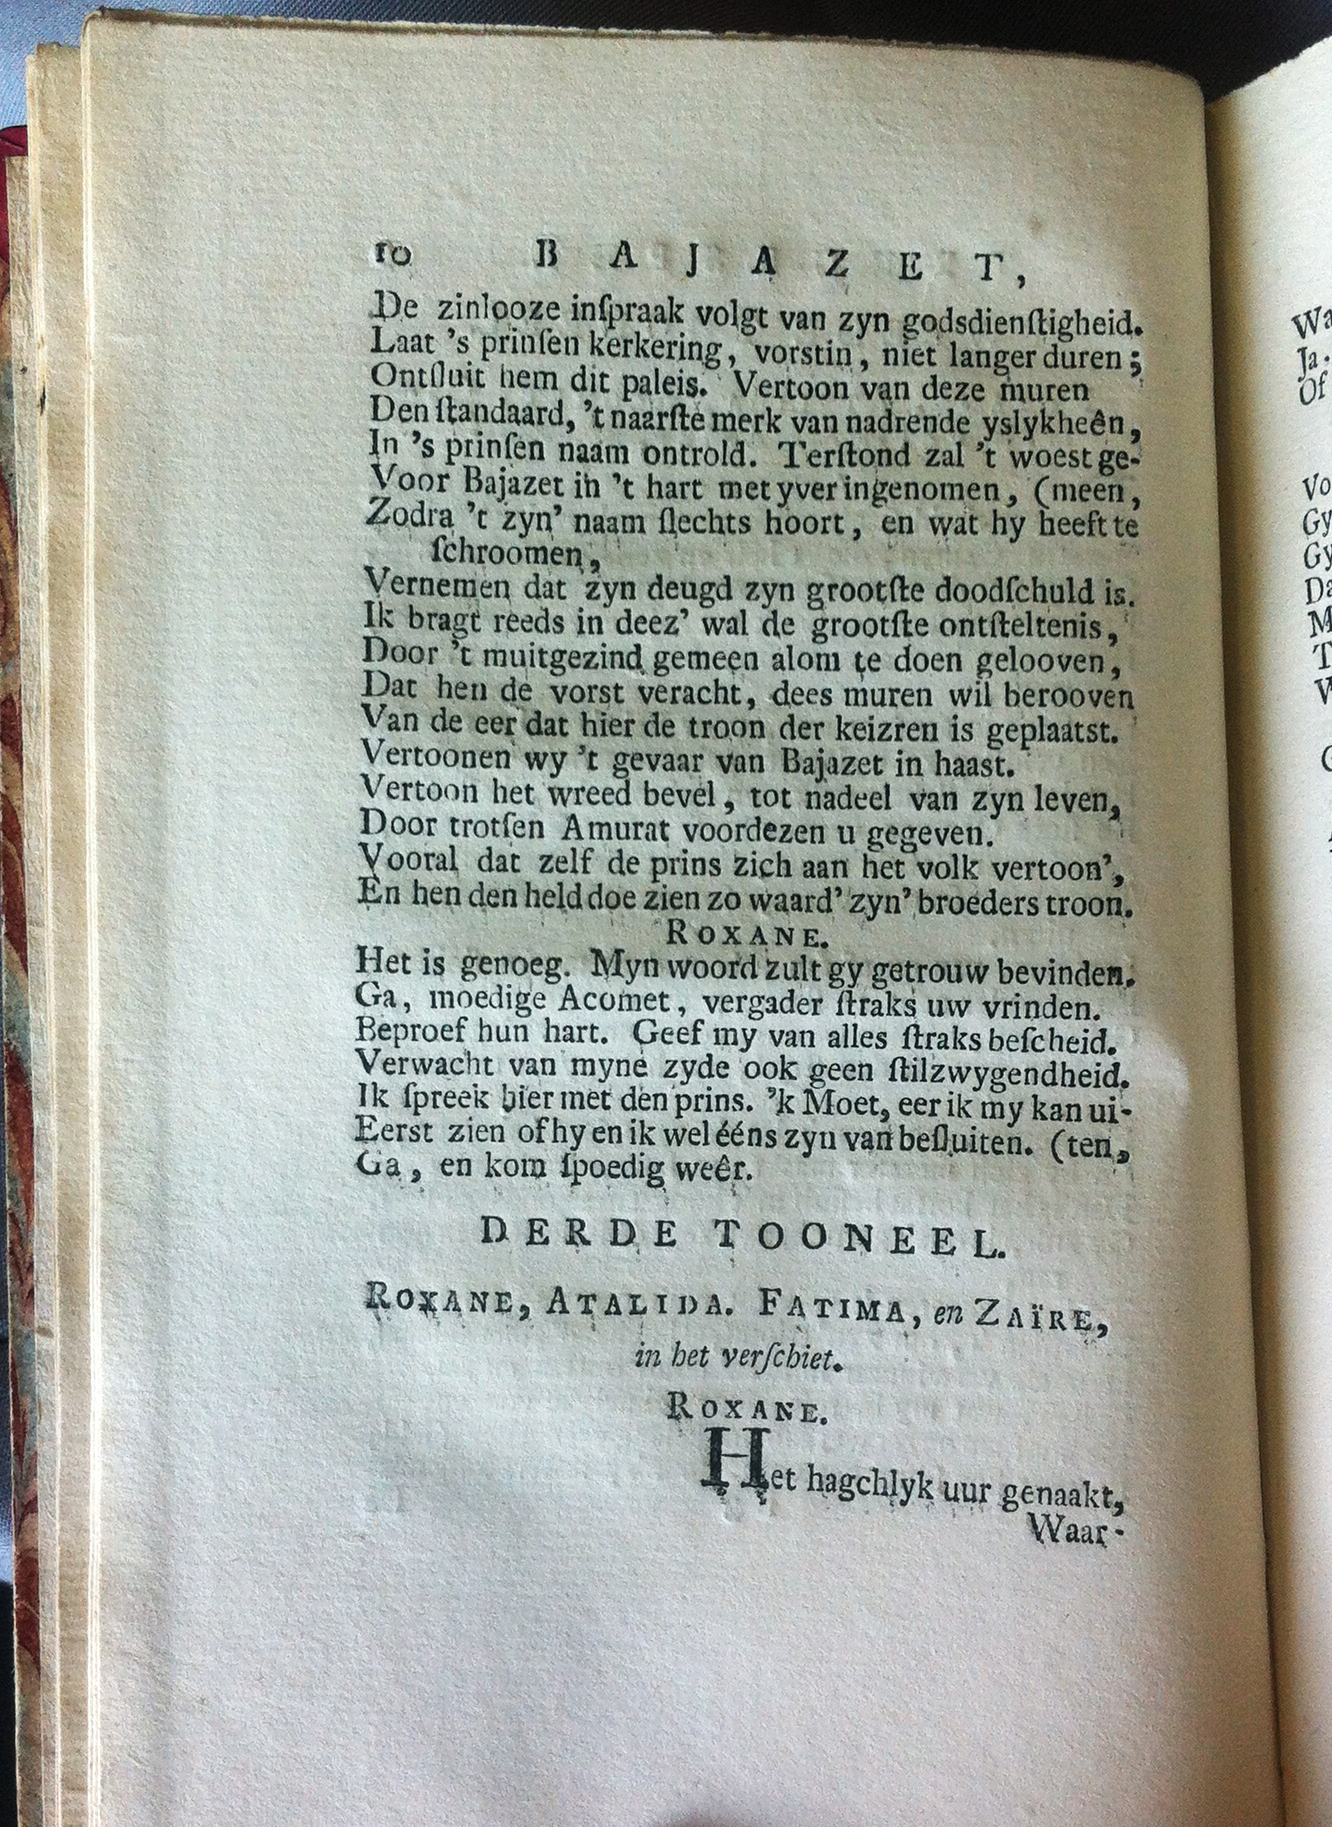 10 BAJAZET,
De zinlooze inſpraak volgt van zyn godsdienſtigheid.
Laat 's prinſen kerkering, vorstin, niet langer duren;
Ontſluit hem dit paleis. Vertoon van deze muren
Den ſtandaard, 't naarſte merk van nadrende yslykheên,
In 's prinſen naam ontrold. Terſtond zal 't woest ge-
Voor Bajazet in 't hart met yver ingenomen, (meen,
Zodra 't zyn' naam ſlechts hoort, en wat hy heeft te
ſchroomen,
Vernemen dat zyn deugd zyn grootſte doodſchuld is.
Ik bragt reeds in deez' wal de grootſte ontſteltenis,
Door 't muitgezind gemeen alom te doen gelooven,
Dat hen de vorst veracht, dees muren wil berooven
Van de eer dat hier de troon der keizren is geplaatst.
Vertoonen wy 't gevaar van Bajazet in haast.
Vertoon het wreed bevel, tot nadeel van zyn leven,
Door trotſen Amurat voordezen u gegeven.
Vooral dat zelf de prins zich aan het volk vertoon',
En hen den held doe zien zo waard' zyn' broeders troon.
ROXANE.
Het is genoeg. Myn woord zult gy getrouw bevinden.
Ga, moedige Acomet, vergader ſtraks uw vrinden.
Beproef hun hart. Geef my van alles ſtraks beſcheid.
Verwacht van myne zyde ook geen ſtilzwygendheid.
Ik ſpreek hier met den prins. 'k Moet, eer ik my kan ui-
Eerst zien of hy en ik wel ééns zyn van beſluiten. (ten,
Ga, en kom ſpoedig weêr.
DERDE TOONEEL.
ROXANE, ATALIDA. FATIMA, en ZAÏRE,
in het verſchiet.
ROXANE.
Het hagchlyk uur genaakt,
Waar-
Wa
Ja
Of
Vo
Gy
Gy
Da
M
T